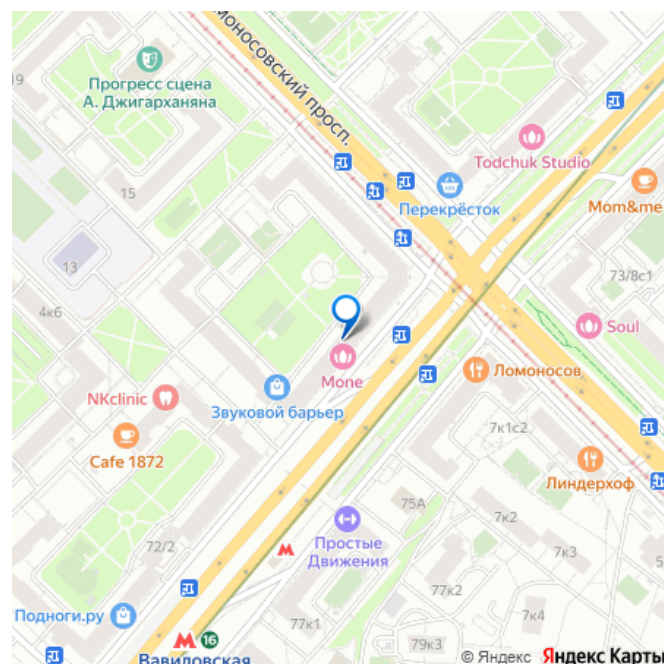 МОНОСОВСКИЙ ПРОСП.
19
Прогресс сцена
А. Джигарханяна
Todchuk Studio
15
Перекрёсток
Mom&me
13
73/8с1
4к6
Soul
Mone
Ломоносов
NKclinic
Звуковой барьер
7к1с2
Cafe 1872
Линдерхоф
75А
7к2
Простые
Движения
72/2
7к3
5
77к2
Подноги.ру
7к4
77к1
79к3
16
Вавиловская
© Яндекс Яндекс Карты